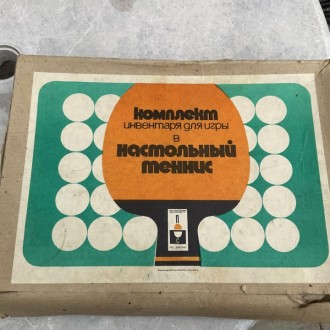 комплект
инвентаря для игры
в
настольный
теннис